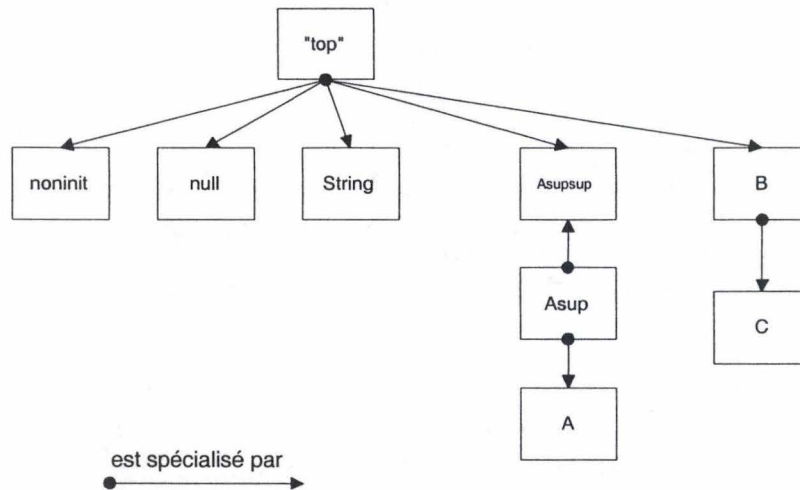 "top"
noninit
null
String
Asupsup
B
Asup
C
A
est spécialisé par